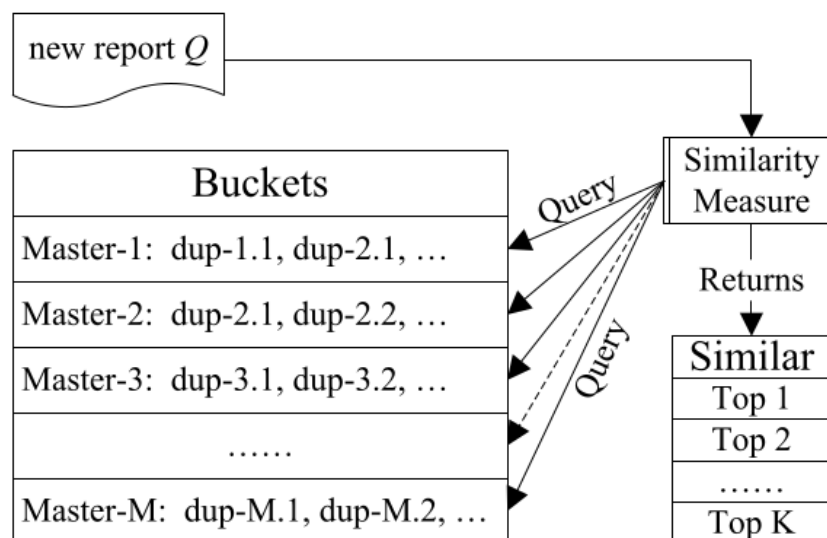 new report Q
Similarity
Measure
Buckets
Query
Master-1: dup-1.1, dup-2.1, …
Master-2: dup-2.1, dup-2.2, …
Master-3: dup-3.1, dup-3.2, …
……
Master-M: dup-M.1, dup-M.2, …
Query
Returns
Similar
Top 1
Top 2
……
Top K